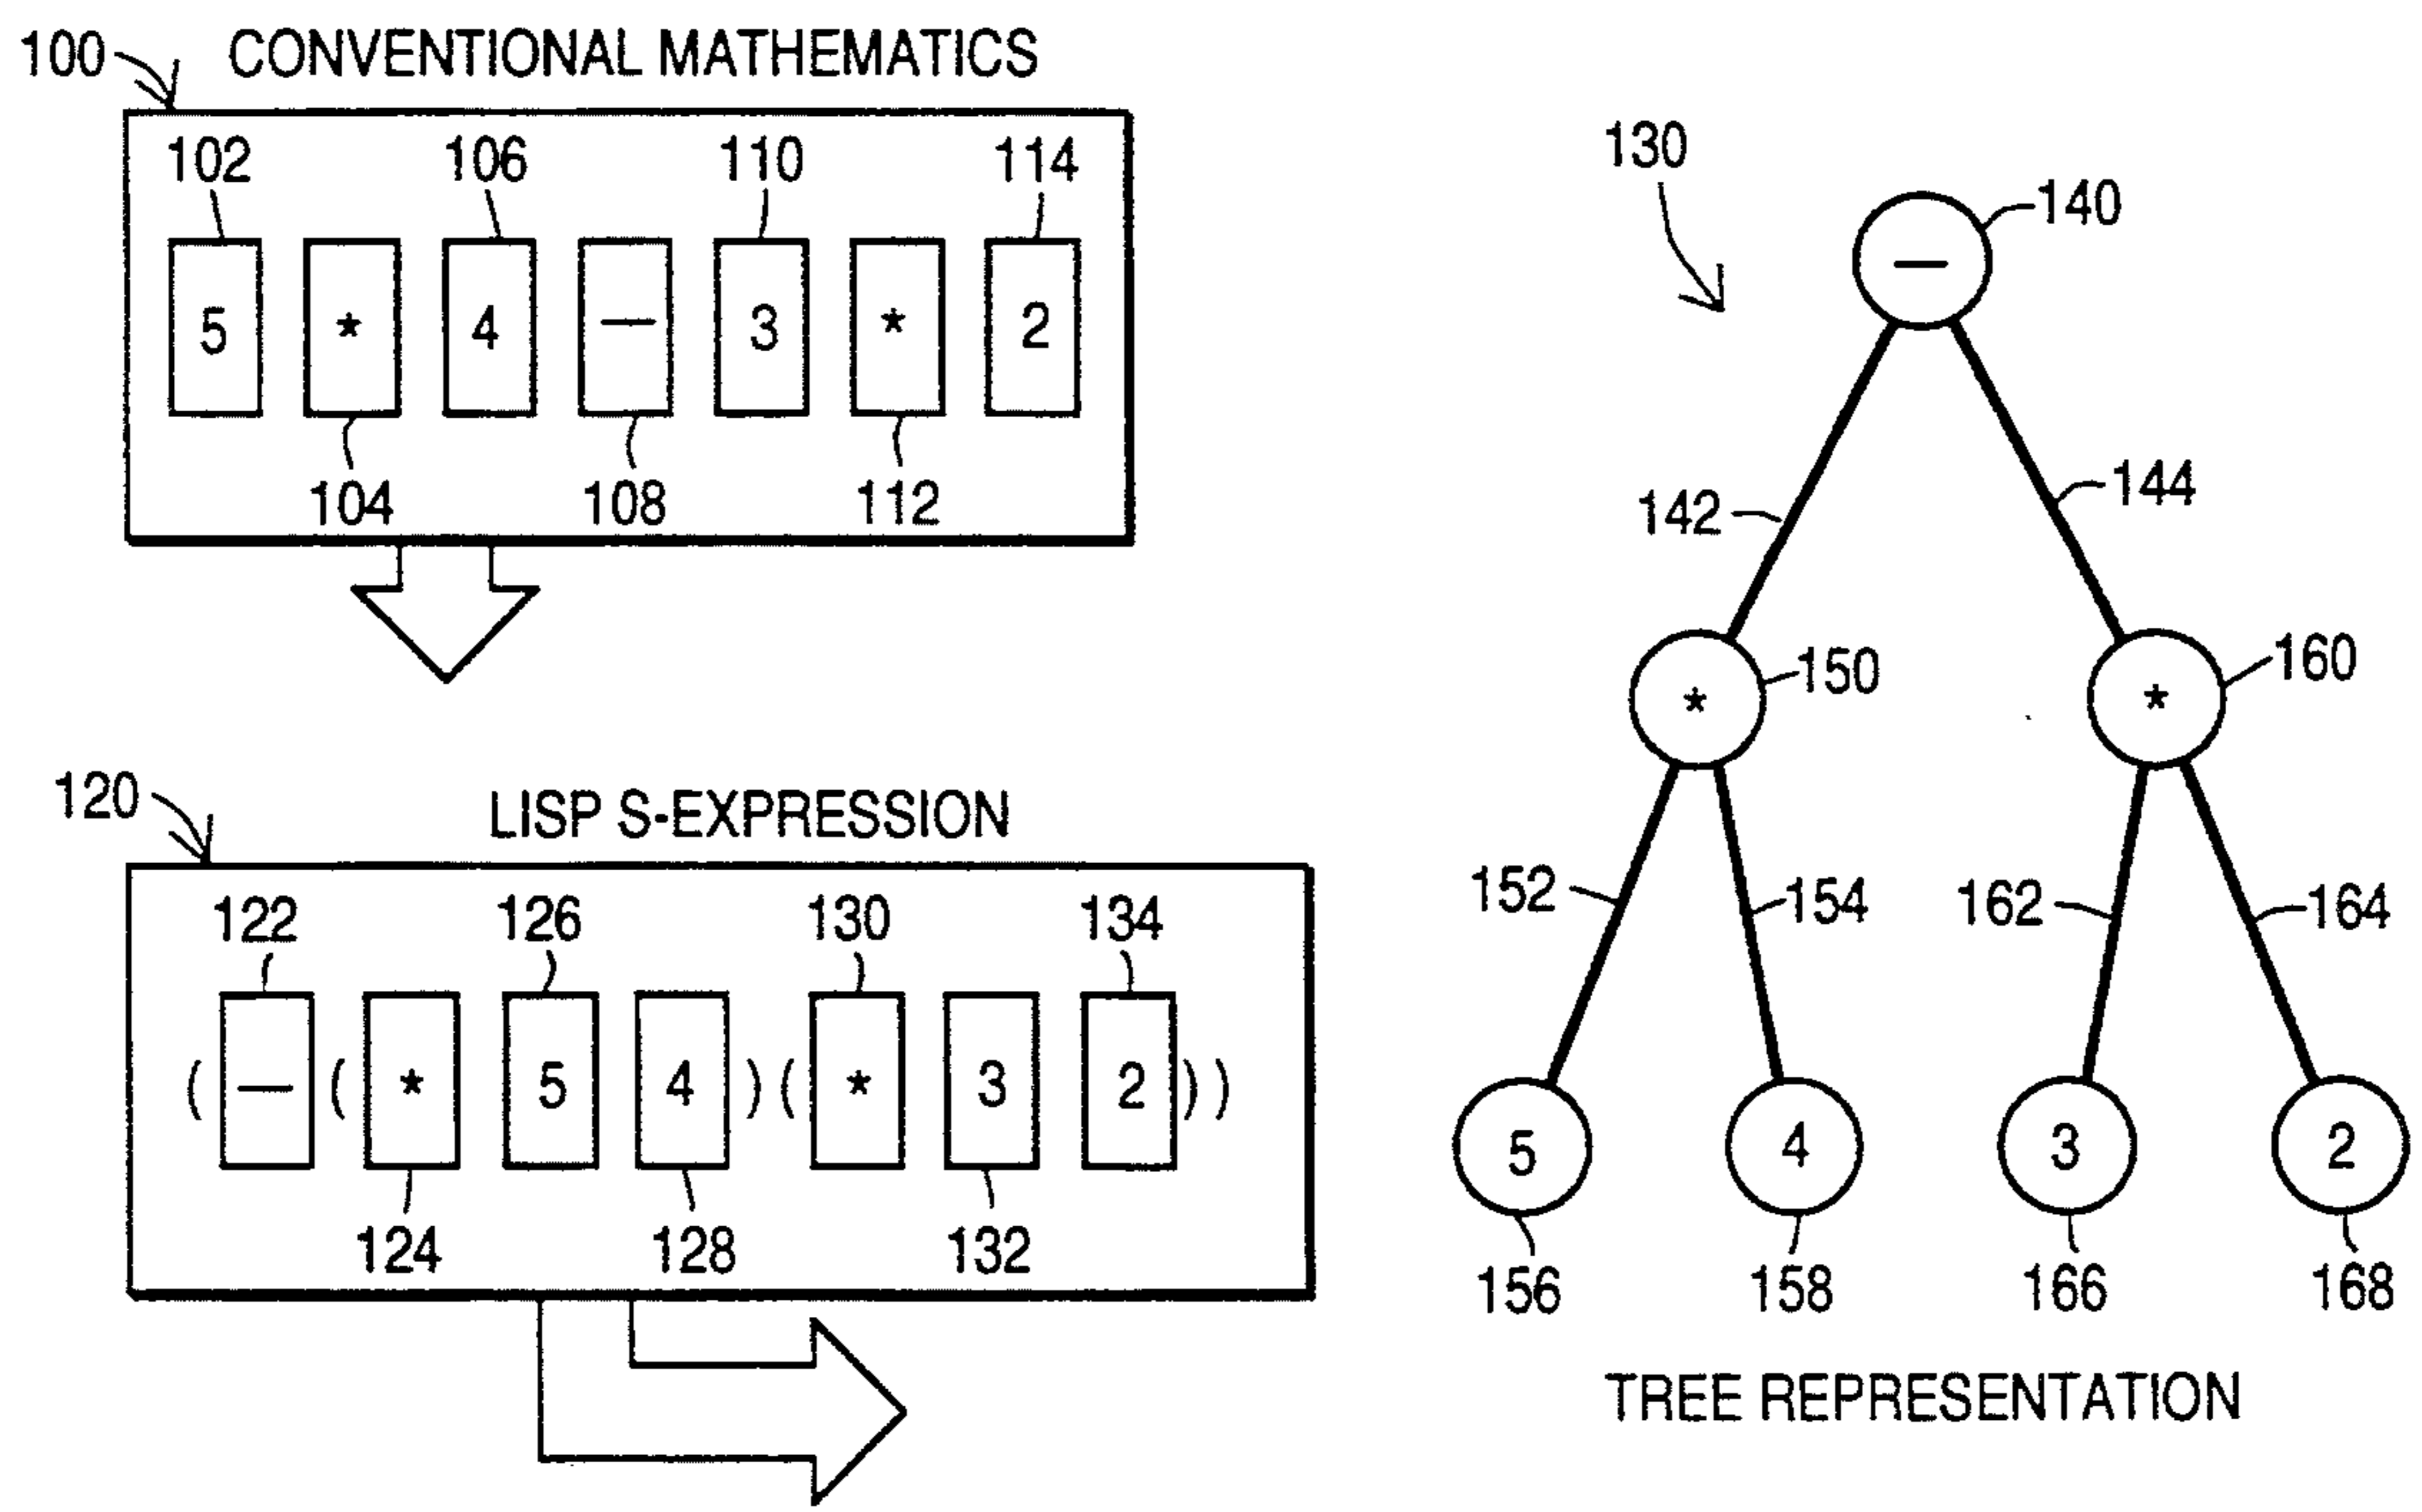 100 CONVENTIONAL MATHEMATICS
102 106 110 114
5 * 4 — 3 * 2
104 108 112
120 LISP S-EXPRESSION
122 126 130 134
( — ( * 5 4 ) ( * 3 2 ) )
124 128 132
130
140
—
142 144
150 160
* *
152 154 162 164
5 4 3 2
156 158 166 168
TREE REPRESENTATION